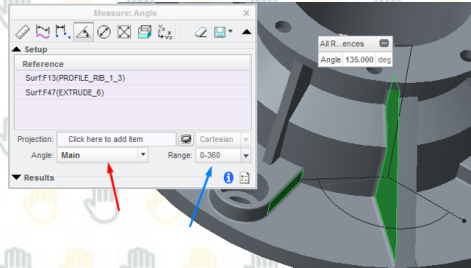 Measure: Angle
X
Setup
Reference
Surf:F13(PROFILE_RIB_1_3)
Surf:F47(EXTRUDE_6)
Projection: Click here to add item Cartesian
Angle: Main Range: 0-360
Results
All R...ences
Angle 135.000 deg